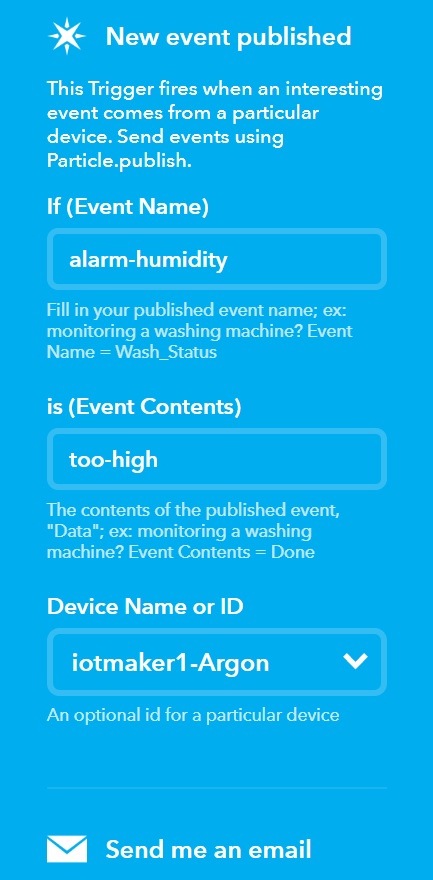 New event published
This Trigger fires when an interesting
event comes from a particular
device. Send events using
Particle.publish.
If (Event Name)
alarm-humidity
Fill in your published event name; ex:
monitoring a washing machine? Event
Name = Wash_Status
is (Event Contents)
too-high
The contents of the published event,
"Data"; ex: monitoring a washing
machine? Event Contents = Done
Device Name or ID
iotmaker1-Argon
An optional id for a particular device
Send me an email